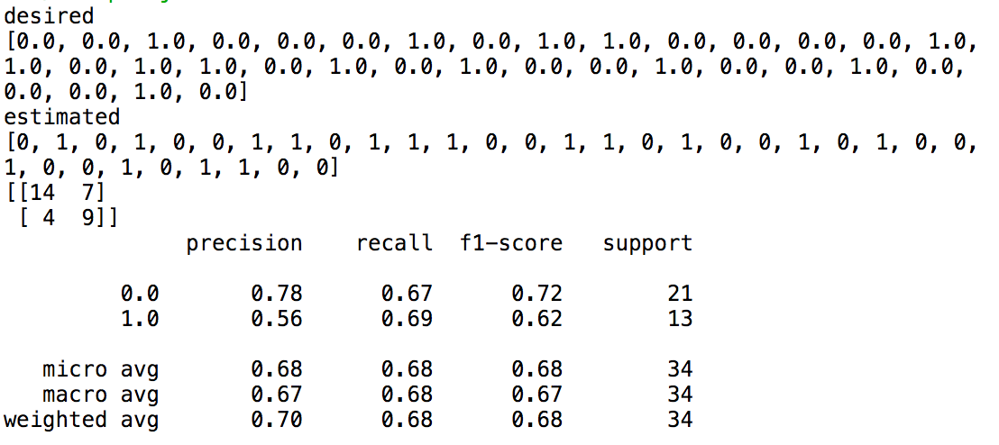 desired
[0.0, 0.0, 1.0, 0.0, 0.0, 0.0, 1.0, 0.0, 1.0, 1.0, 0.0, 0.0, 0.0, 0.0, 1.0,
1.0, 0.0, 1.0, 1.0, 0.0, 1.0, 0.0, 1.0, 0.0, 0.0, 1.0, 0.0, 0.0, 1.0, 0.0,
0.0, 0.0, 1.0, 0.0]
estimated
[0, 1, 0, 1, 0, 0, 1, 1, 0, 1, 1, 1, 0, 0, 1, 1, 0, 1, 0, 0, 1, 0, 1, 0, 0,
1, 0, 0, 1, 0, 1, 1, 0, 0]
[[14  7]
 [ 4  9]]
              precision    recall  f1-score   support

         0.0       0.78      0.67      0.72        21
         1.0       0.56      0.69      0.62        13

   micro avg       0.68      0.68      0.68        34
   macro avg       0.67      0.68      0.67        34
weighted avg       0.70      0.68      0.68        34